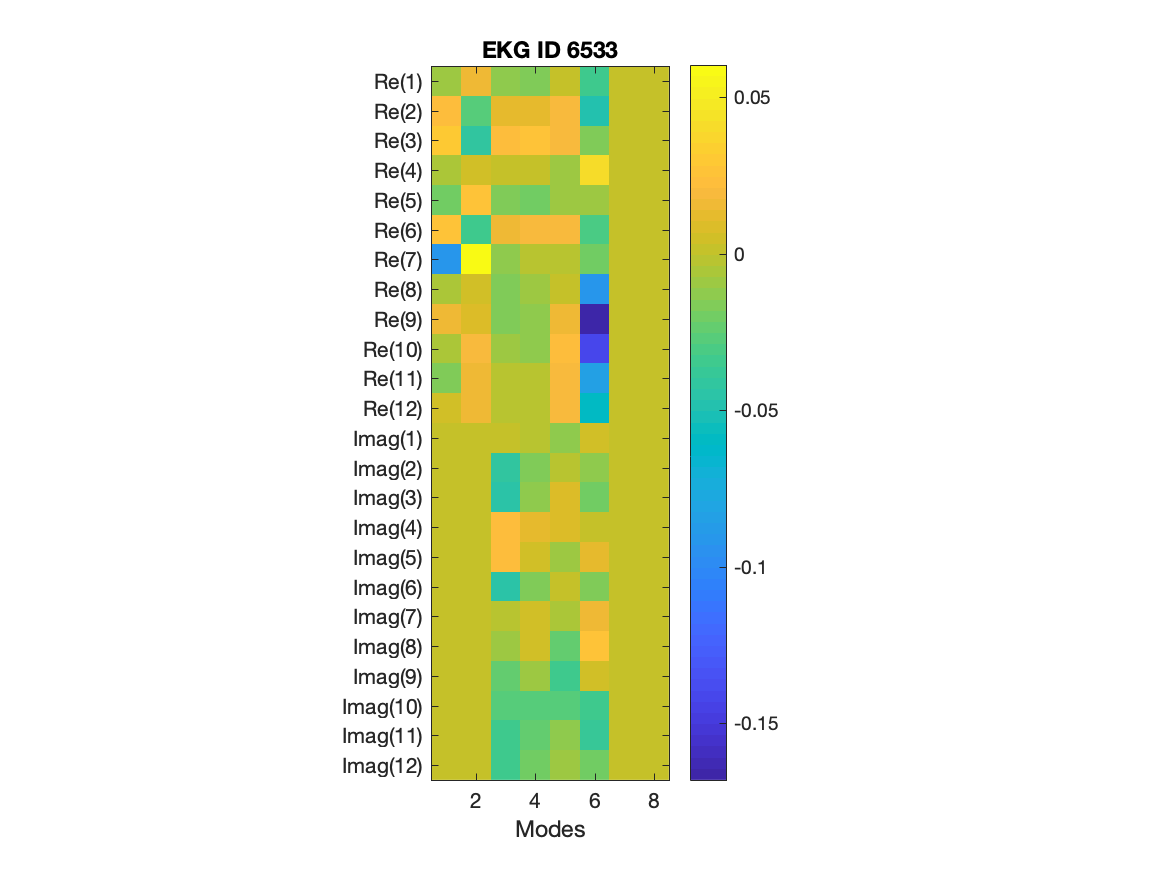 EKG ID 6533
Re(1)
Re(2)
Re(3)
Re(4)
Re(5)
Re(6)
Re(7)
Re(8)
Re(9)
Re(10)
Re(11)
Re(12)
Imag(1)
Imag(2)
Imag(3)
Imag(4)
Imag(5)
Imag(6)
Imag(7)
Imag(8)
Imag(9)
Imag(10)
Imag(11)
Imag(12)
2 4 6 8
Modes
0.05
0
-0.05
-0.1
-0.15